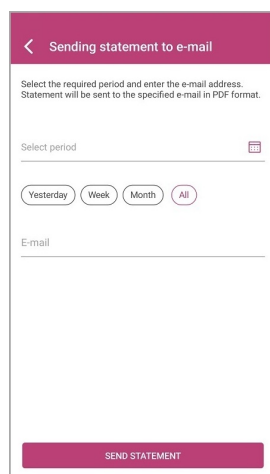 Sending statement to e-mail
Select the required period and enter the e-mail address.
Statement will be sent to the specified e-mail in PDF format.
Select period
Yesterday Week Month All
E-mail
SEND STATEMENT